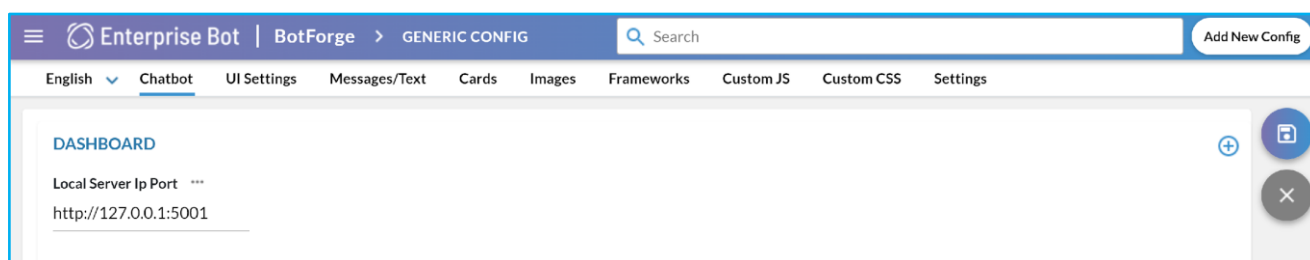 Enterprise Bot | BotForge > GENERIC CONFIG Search Add New Config
English Chatbot UI Settings Messages/Text Cards Images Frameworks Custom JS Custom CSS Settings
DASHBOARD
Local Server Ip Port ***
http://127.0.0.1:5001